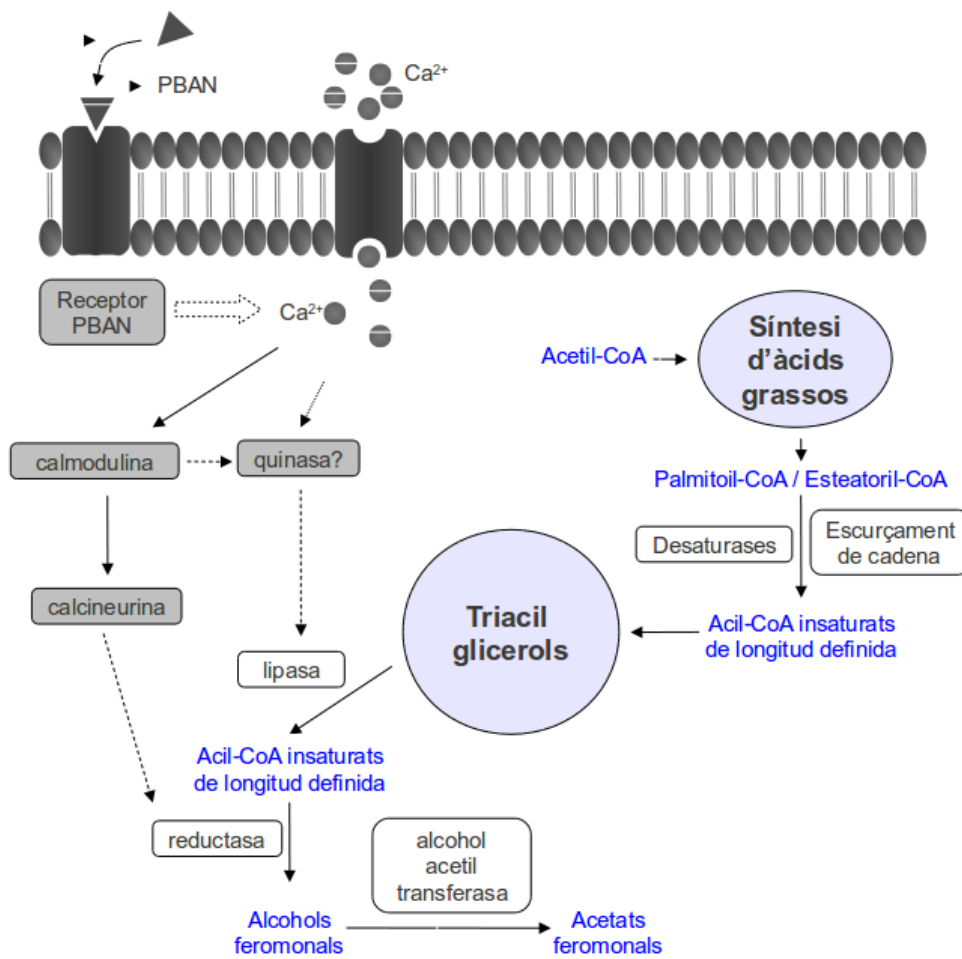 PBAN
Ca²⁺
Receptor
PBAN
Ca²⁺
Acetil-CoA
Síntesi
d'àcids
grassos
calmodulina
quinasa?
Palmitoil-CoA / Esteatoril-CoA
Desaturases
Escurçament
de cadena
calcineurina
Triacil
glicerols
Acil-CoA insaturats
de longitud definida
lipasa
Acil-CoA insaturats
de longitud definida
reductasa
alcohol
acetil
transferasa
Alcohols
feromonals
Acetats
feromonals